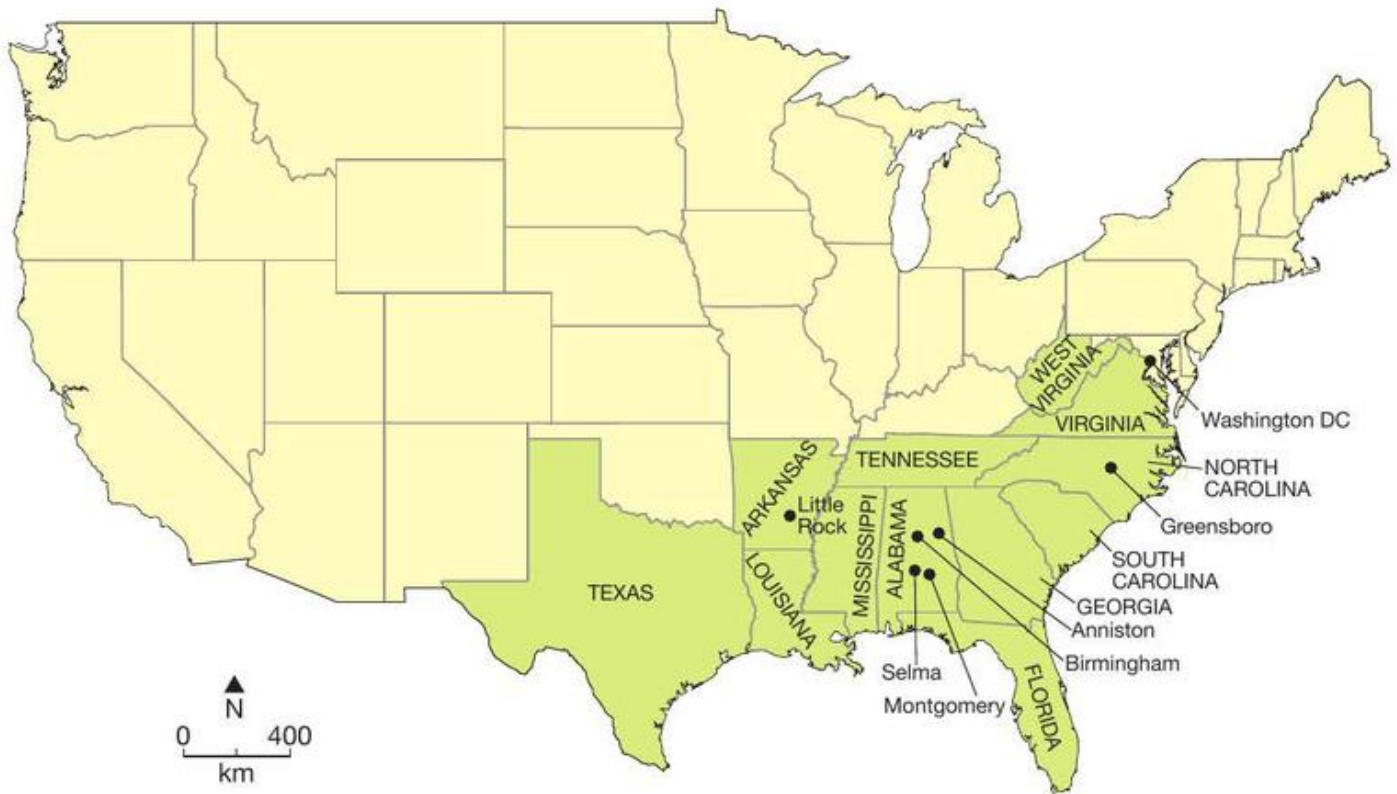 WEST
VIRGINIA
VIRGINIA
Washington DC
ARKANSAS
TENNESSEE
NORTH
CAROLINA
Little
Rock
MISSISSIPPI
ALABAMA
Greensboro
SOUTH
CAROLINA
TEXAS
LOUISIANA
GEORGIA
Anniston
Birmingham
Selma
Montgomery
FLORIDA
N
0 400
km